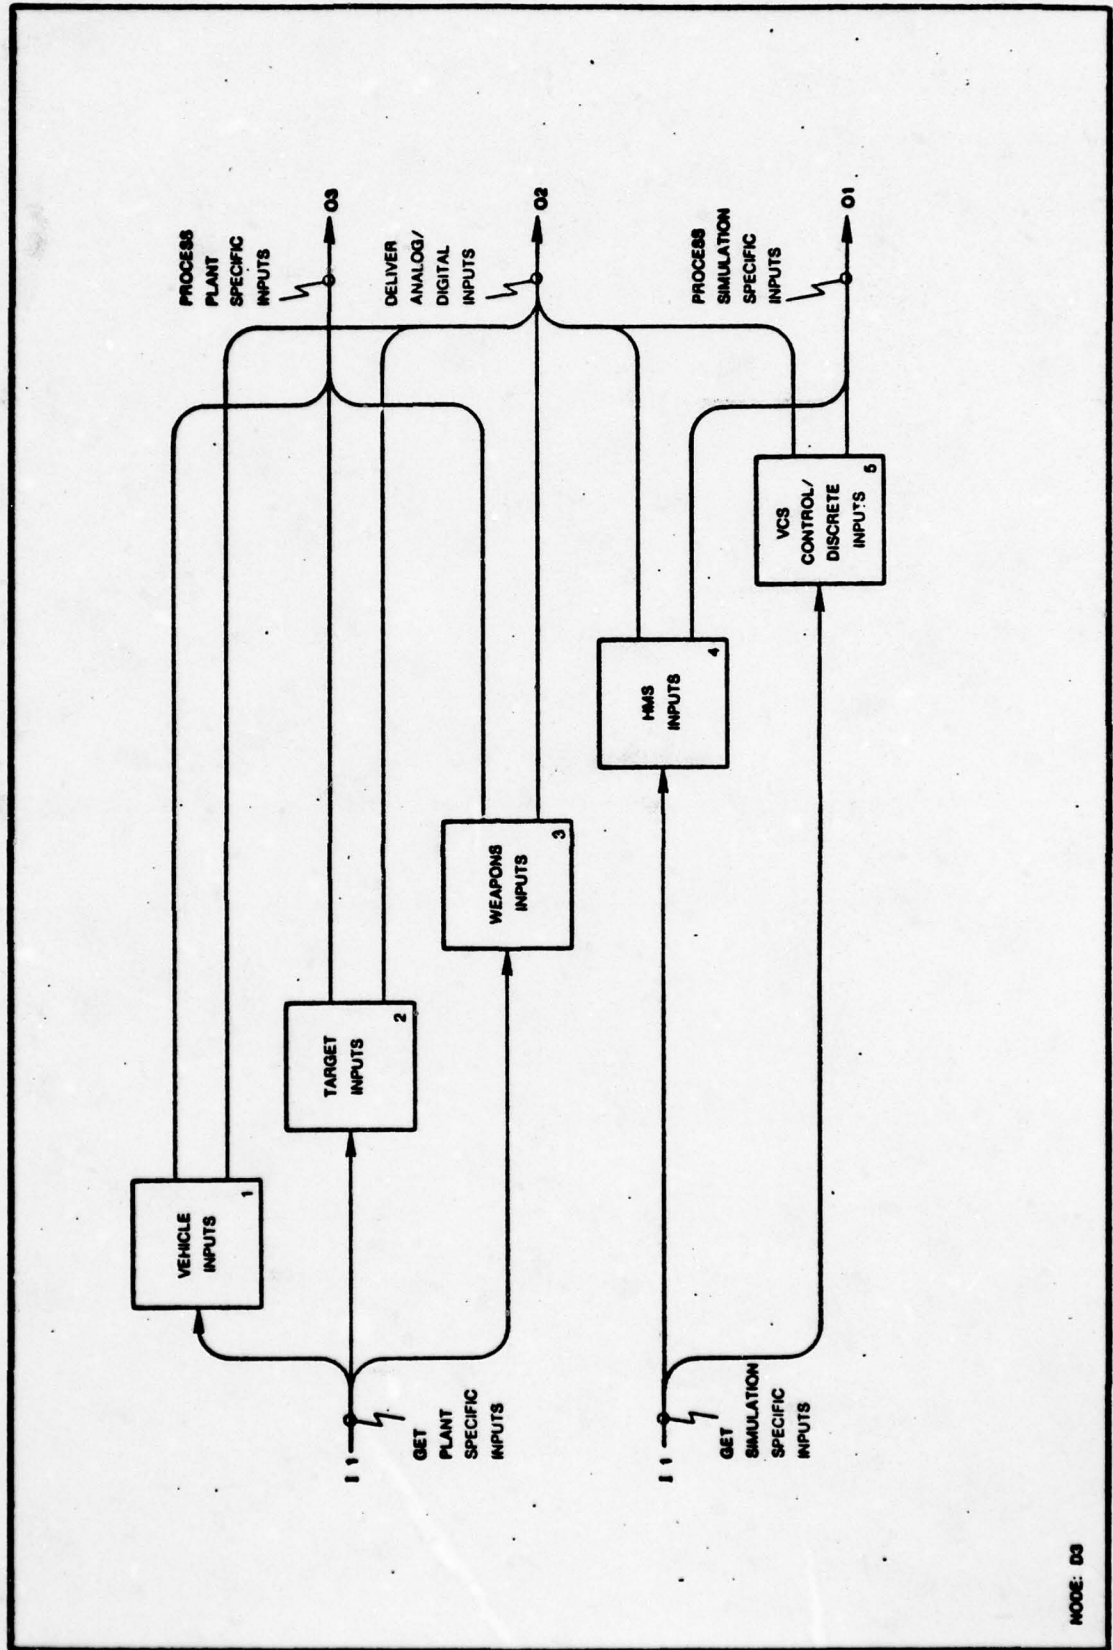 I 1
GET
PLANT
SPECIFIC
INPUTS
I 1
GET
SIMULATION
SPECIFIC
INPUTS
VEHICLE
INPUTS
1
TARGET
INPUTS
2
WEAPONS
INPUTS
3
HMS
INPUTS
4
VCS
CONTROL/
DISCRETE
INPUTS
5
PROCESS
PLANT
SPECIFIC
INPUTS
O3
DELIVER
ANALOG/
DIGITAL
INPUTS
O2
PROCESS
SIMULATION
SPECIFIC
INPUTS
O1
NODE: D3